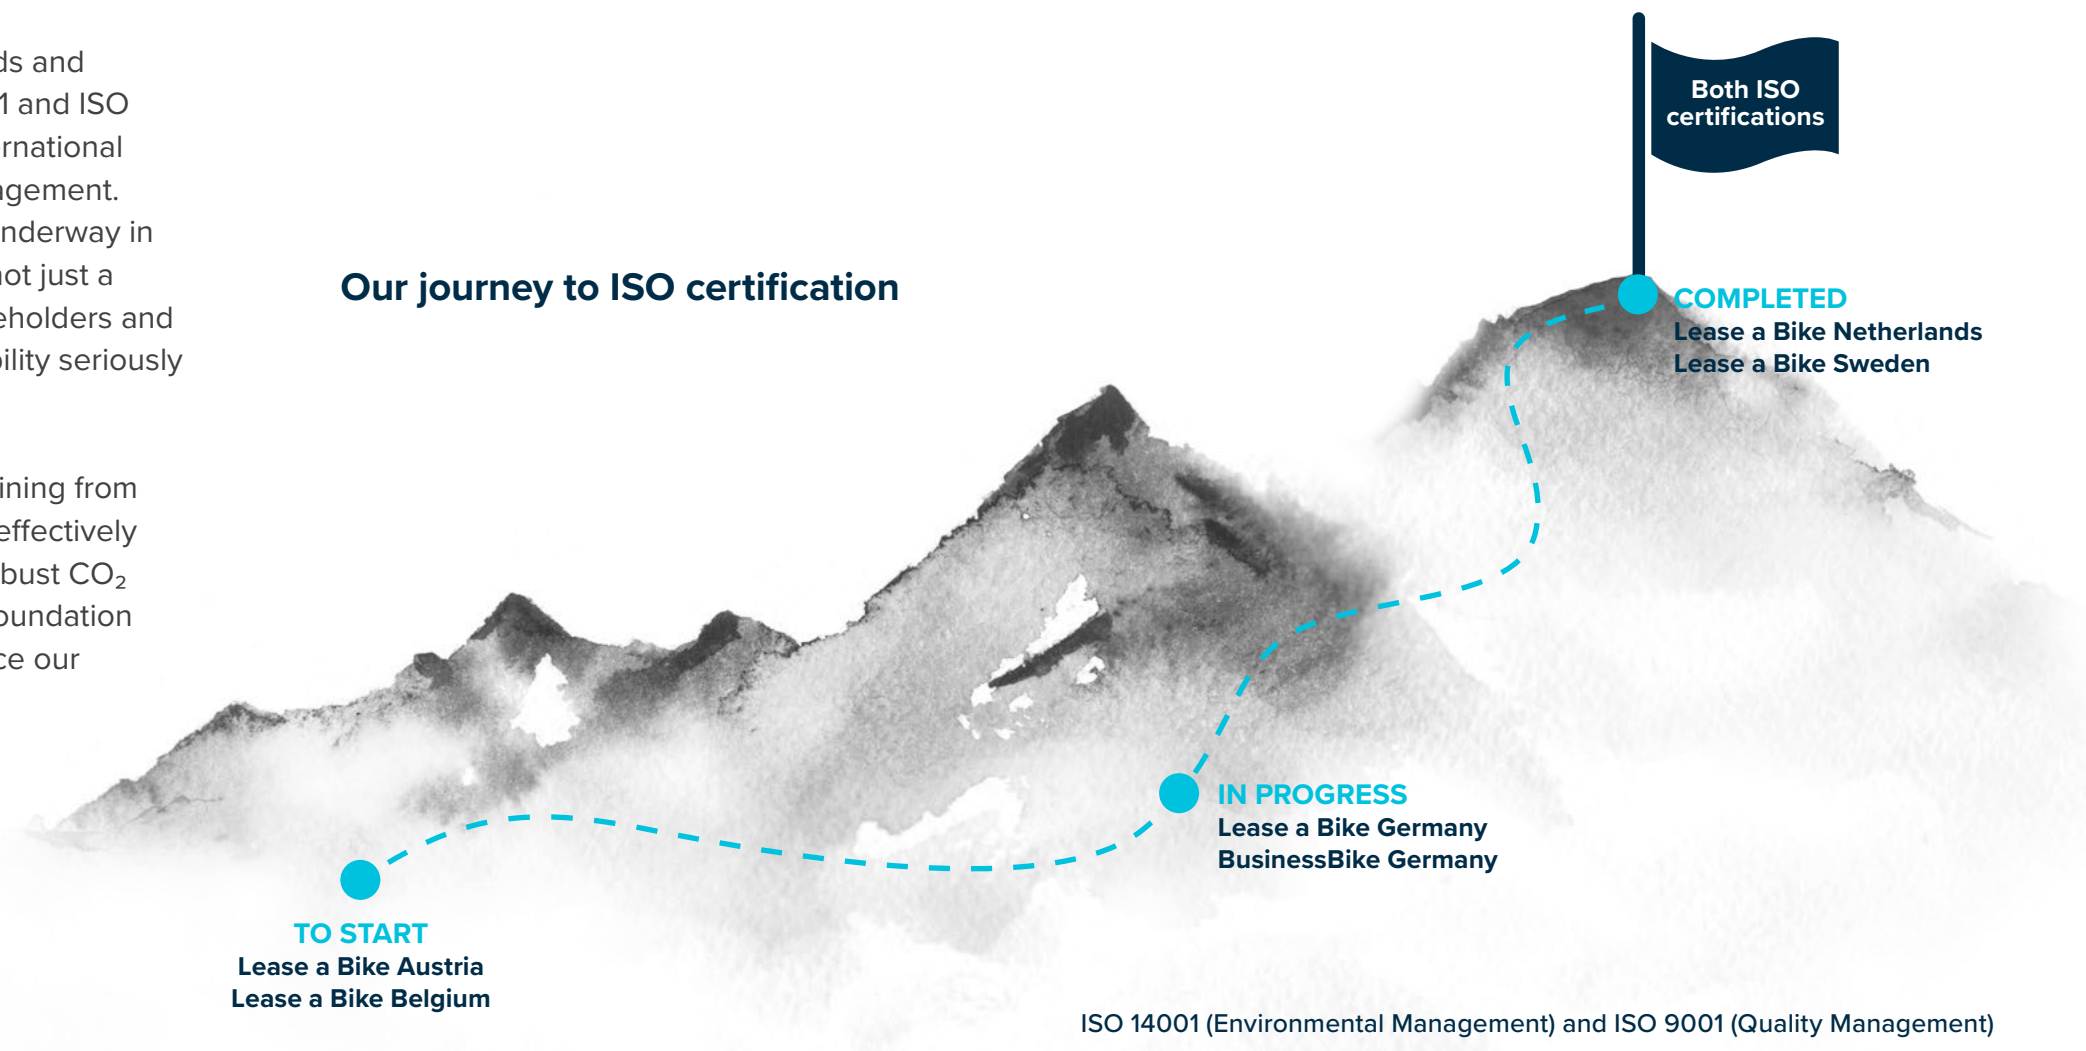 ds and
1 and ISO
ernational
agement.
nderway in
not just a
eholders and
bility seriously
ining from
effectively
bust CO₂
oundation
ce our
Our journey to ISO certification
Both ISO
certifications
COMPLETED
Lease a Bike Netherlands
Lease a Bike Sweden
IN PROGRESS
Lease a Bike Germany
BusinessBike Germany
TO START
Lease a Bike Austria
Lease a Bike Belgium
ISO 14001 (Environmental Management) and ISO 9001 (Quality Management)